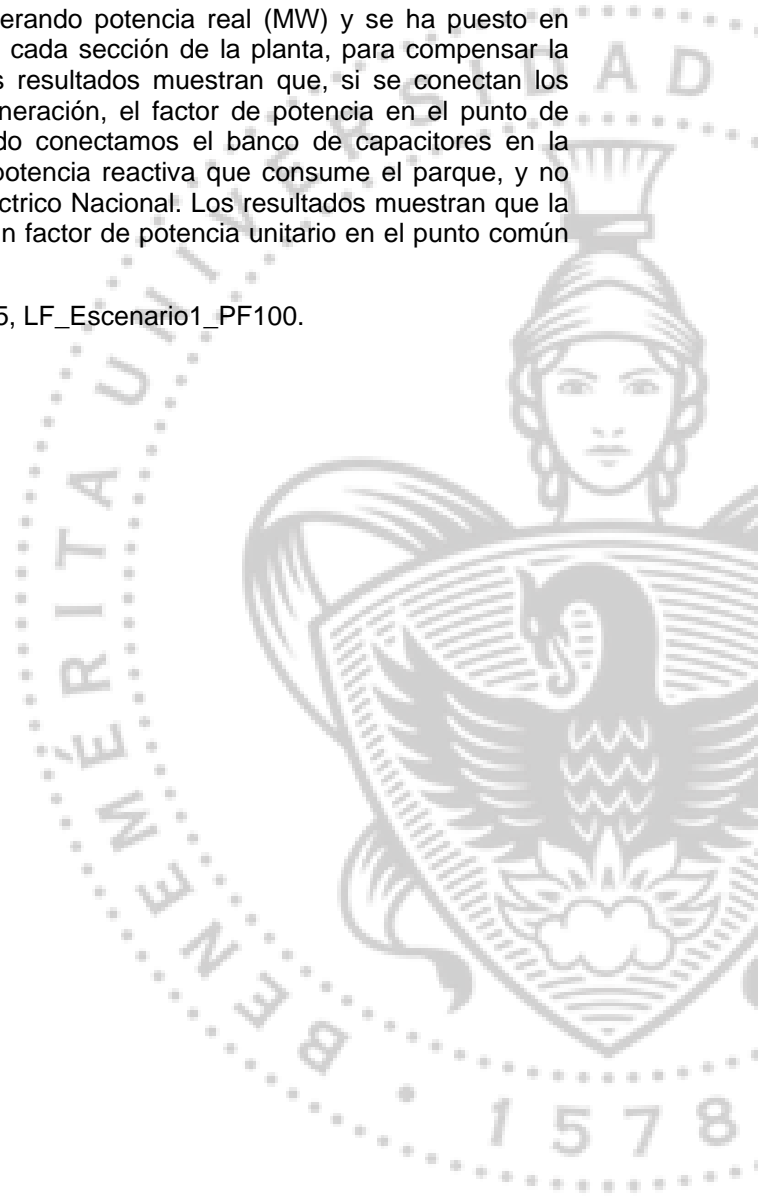 erando potencia real (MW) y se ha puesto en
cada sección de la planta, para compensar la
s resultados muestran que, si se conectan los
neración, el factor de potencia en el punto de
do conectamos el banco de capacitores en la
potencia reactiva que consume el parque, y no
éctrico Nacional. Los resultados muestran que la
n factor de potencia unitario en el punto común
5, LF_Escenario1_PF100.
BENEMÉRITA UNIVERSIDAD
1578